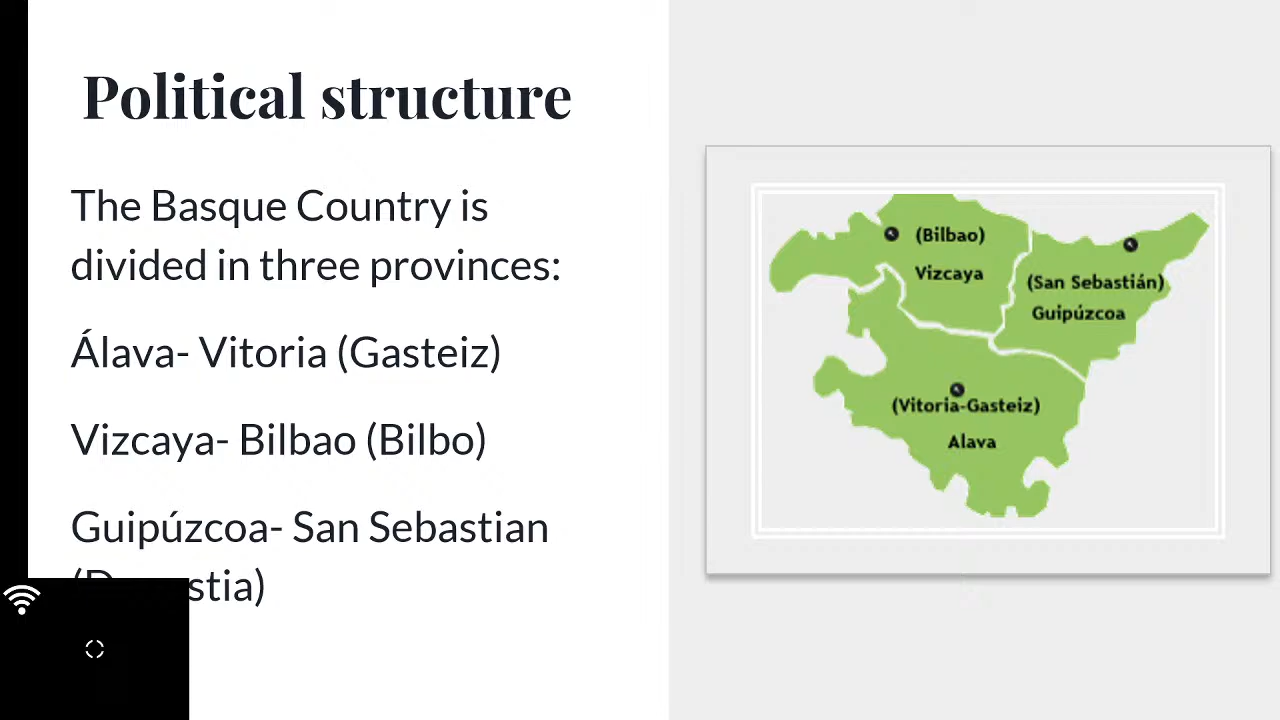 Political structure
The Basque Country is
divided in three provinces:
Álava- Vitoria (Gasteiz)
Vizcaya- Bilbao (Bilbo)
Guipúzcoa- San Sebastian
(Bilbao)
Vizcaya
(San Sebastián)
Guipúzcoa
(Vitoria-Gasteiz)
Alava